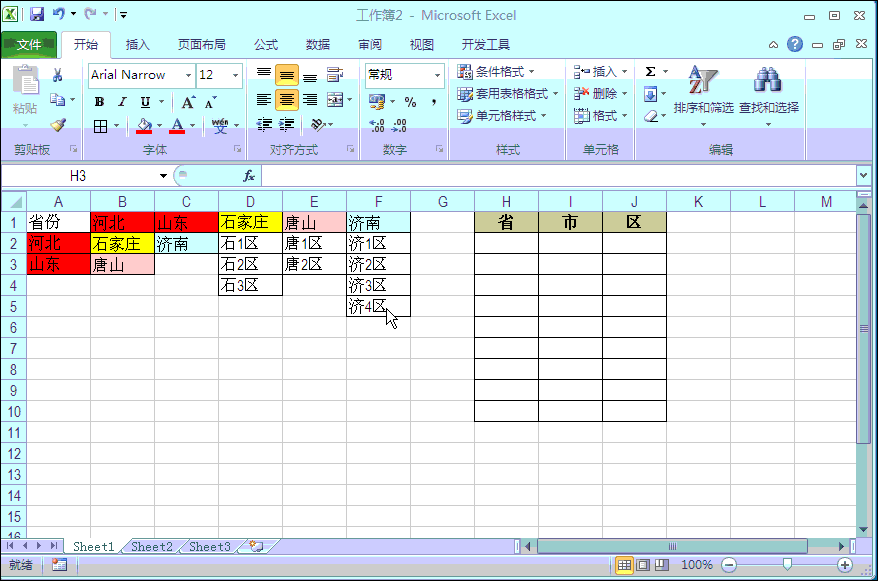 工作簿2 - Microsoft Excel
文件 开始 插入 页面布局 公式 数据 审阅 视图 开发工具
粘贴 Arial Narrow 12 常规 条件格式 插入 Σ
B I U A A % , 套用表格格式 删除 排序和筛选 查找和选择
A wén 文 .00 单元格样式 格式
剪贴板 字体 对齐方式 数字 样式 单元格 编辑
H3 fx
A B C D E F G H I J K L M
1 省份 河北 山东 石家庄 唐山 济南 省 市 区
2 河北 石家庄 济南 石1区 唐1区 济1区
3 山东 唐山 石2区 唐2区 济2区
4 石3区 济3区
5 济4区
6
7
8
9
10
11
12
13
14
15
16
Sheet1 Sheet2 Sheet3
就绪 100%